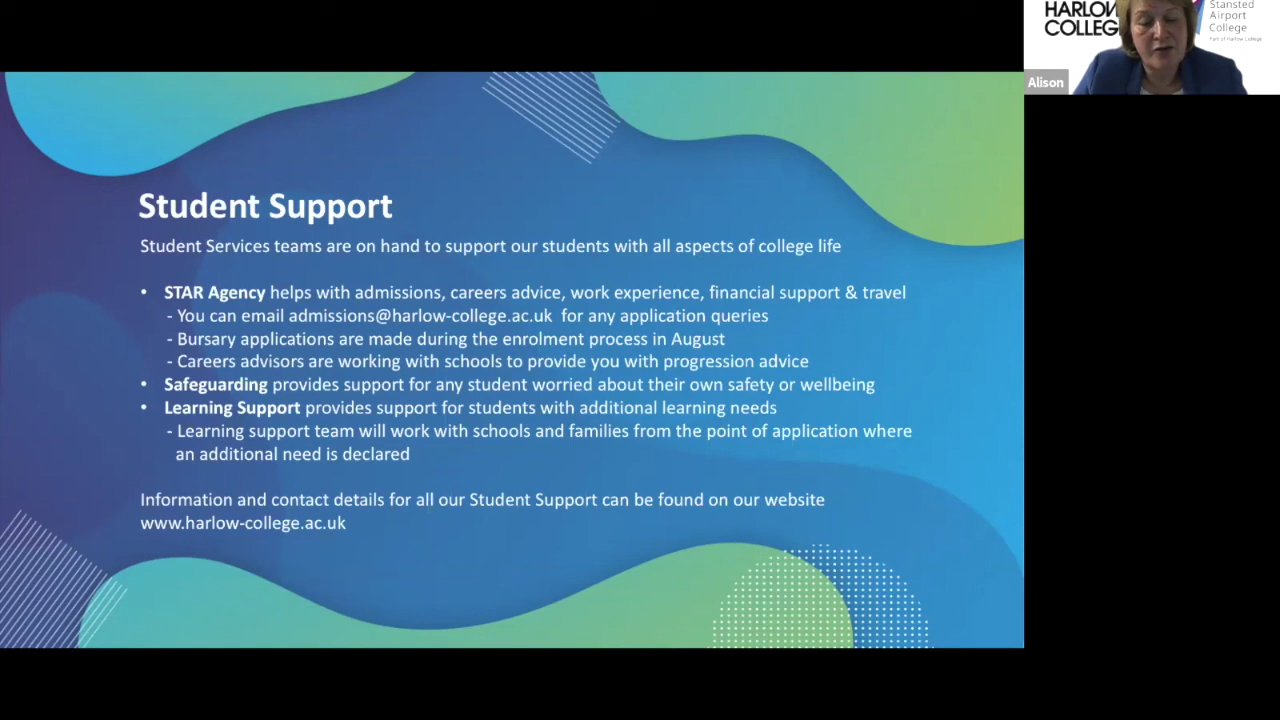 HARLOW
COLLEG
Stansted
Airport
College
Part of Harlow College
Alison
Student Support
Student Services teams are on hand to support our students with all aspects of college life
• STAR Agency helps with admissions, careers advice, work experience, financial support & travel
- You can email admissions@harlow-college.ac.uk for any application queries
- Bursary applications are made during the enrolment process in August
- Careers advisors are working with schools to provide you with progression advice
• Safeguarding provides support for any student worried about their own safety or wellbeing
• Learning Support provides support for students with additional learning needs
- Learning support team will work with schools and families from the point of application where
an additional need is declared
Information and contact details for all our Student Support can be found on our website
www.harlow-college.ac.uk